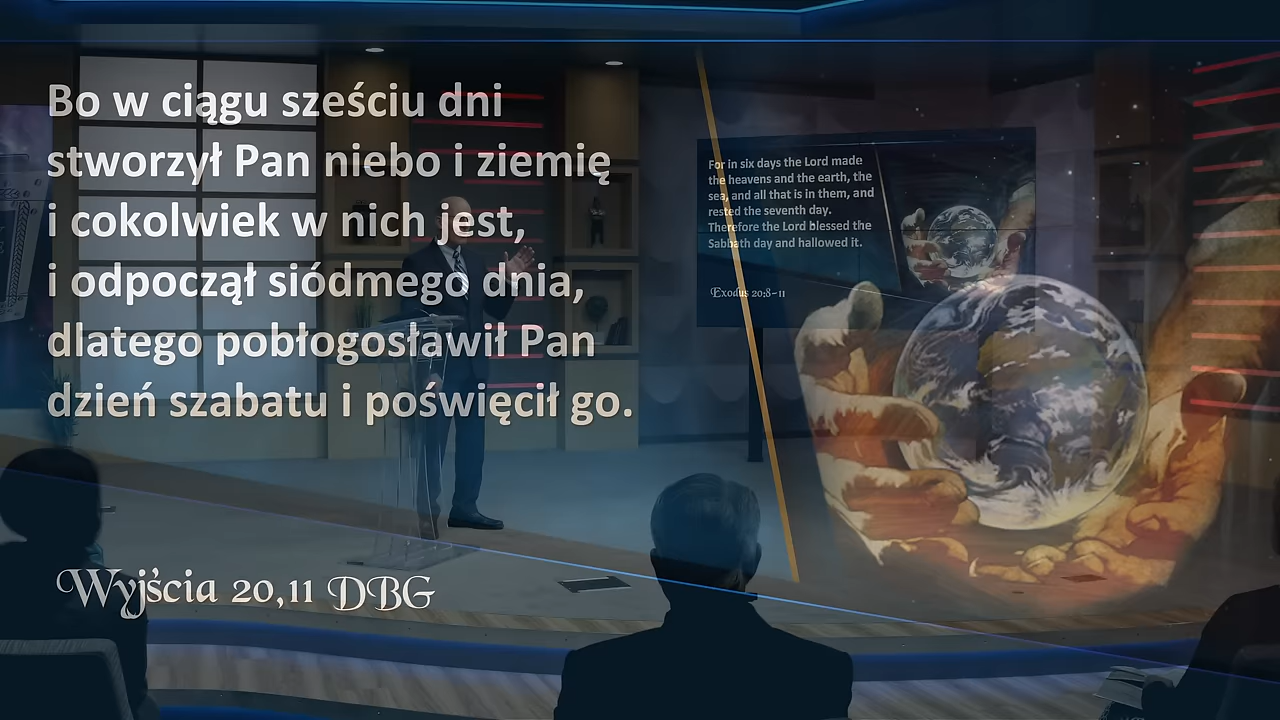 Bo w ciągu sześciu dni
stworzył Pan niebo i ziemię
i cokolwiek w nich jest,
i odpoczął siódmego dnia,
dlatego pobłogosławił Pan
dzień szabatu i poświęcił go.
Wyjścia 20,11 DBG
For in six days the Lord made
the heavens and the earth, the
sea, and all that is in them, and
rested the seventh day.
Therefore the Lord blessed the
Sabbath day and hallowed it.
Exodus 20:8-11